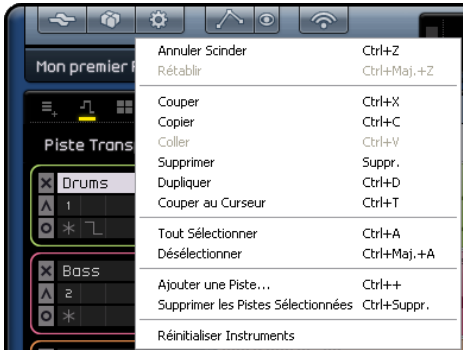 Mon premier
Piste Trans
Drums
1
Bass
2
Annuler Scinder Ctrl+Z
Rétablir Ctrl+Maj.+Z
Couper Ctrl+X
Copier Ctrl+C
Coller Ctrl+V
Supprimer Suppr.
Dupliquer Ctrl+D
Couper au Curseur Ctrl+T
Tout Sélectionner Ctrl+A
Désélectionner Ctrl+Maj.+A
Ajouter une Piste... Ctrl++
Supprimer les Pistes Sélectionnées Ctrl+Suppr.
Réinitialiser Instruments